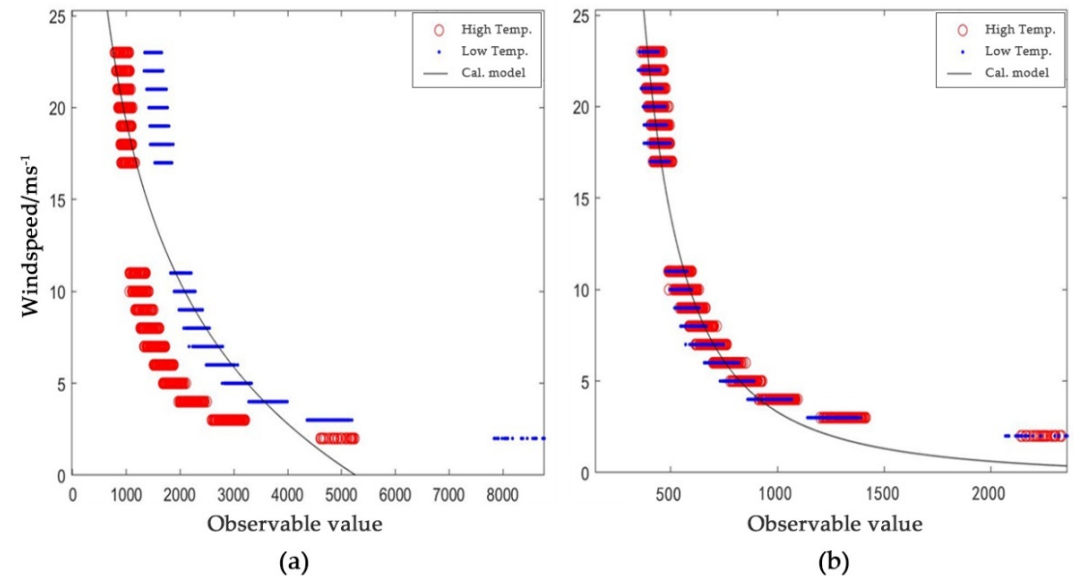 High Temp.
Low Temp.
Cal. model
25
20
15
10
5
0
Windspeed/ms⁻¹
0 1000 2000 3000 4000 5000 6000 7000 8000
Observable value
(a)
High Temp.
Low Temp.
Cal. model
25
20
15
10
5
0
500 1000 1500 2000
Observable value
(b)